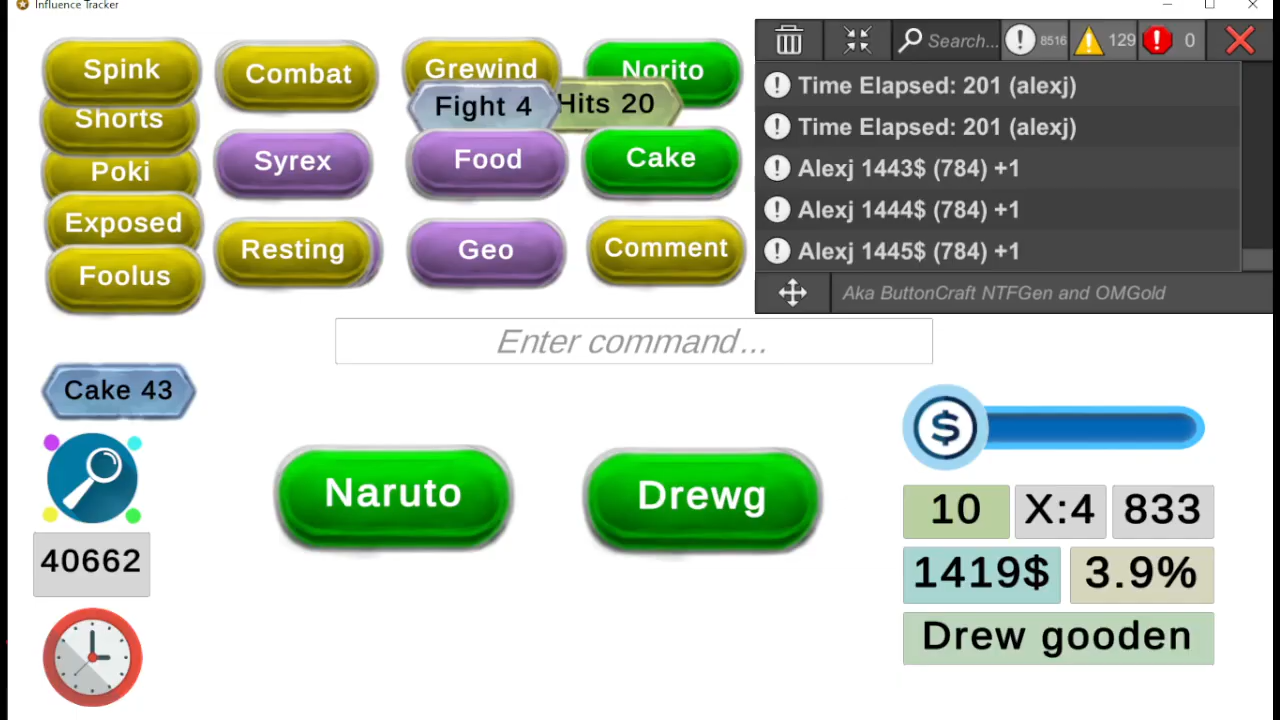 Influence Tracker
Spink
Combat
Grewind
Norito
Shorts
Fight 4
Hits 20
Poki
Syrex
Food
Cake
Exposed
Resting
Geo
Comment
Foolus
Search...
8516
129
0
Time Elapsed: 201 (alexj)
Time Elapsed: 201 (alexj)
Alexj 1443$ (784) +1
Alexj 1444$ (784) +1
Alexj 1445$ (784) +1
Aka ButtonCraft NTFGen and OMGold
Enter command...
Cake 43
40662
Naruto
Drewg
$
10
X:4
833
1419$
3.9%
Drew gooden